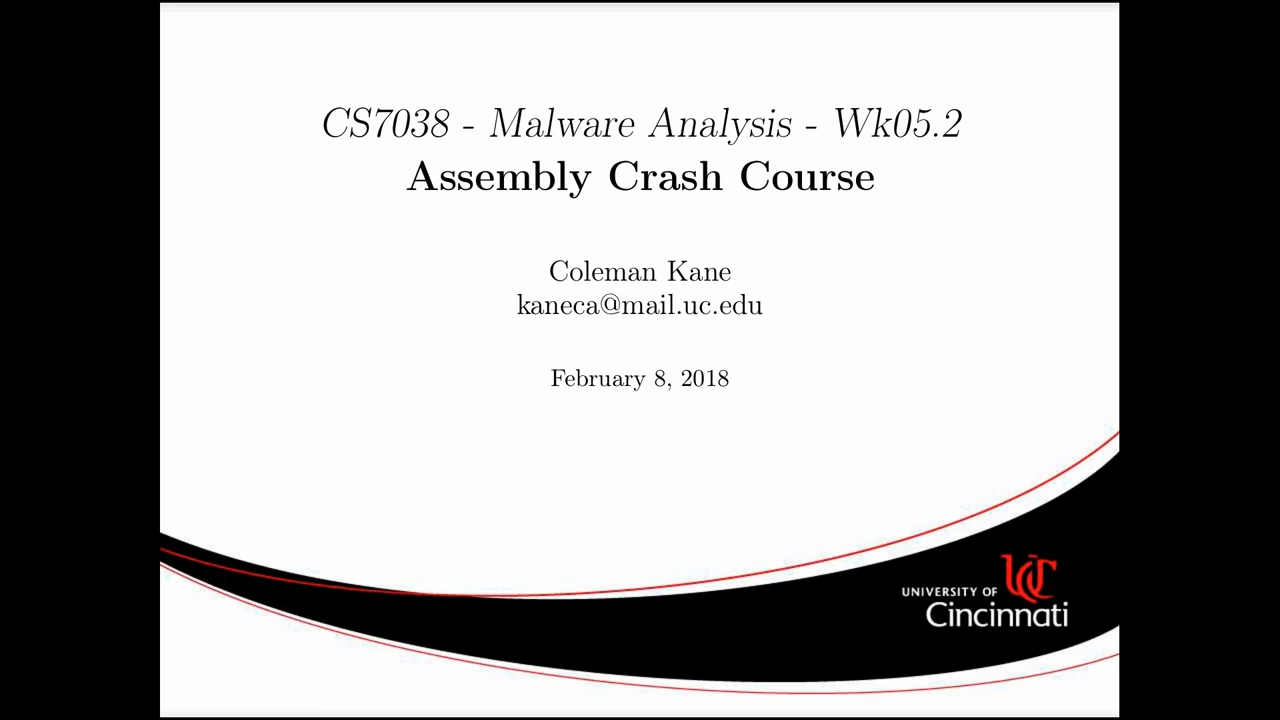 CS7038 - Malware Analysis - Wk05.2
Assembly Crash Course
Coleman Kane
kaneca@mail.uc.edu
February 8, 2018
UC
UNIVERSITY OF
Cincinnati